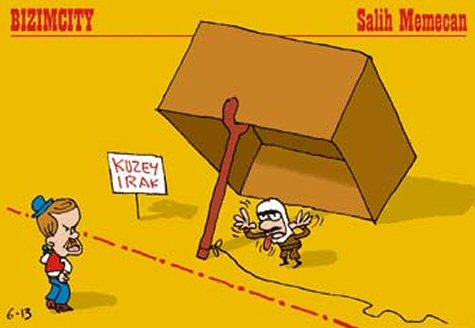 BIZIMCITY
Salih Memecan
KUZEY
IRAK
6-13